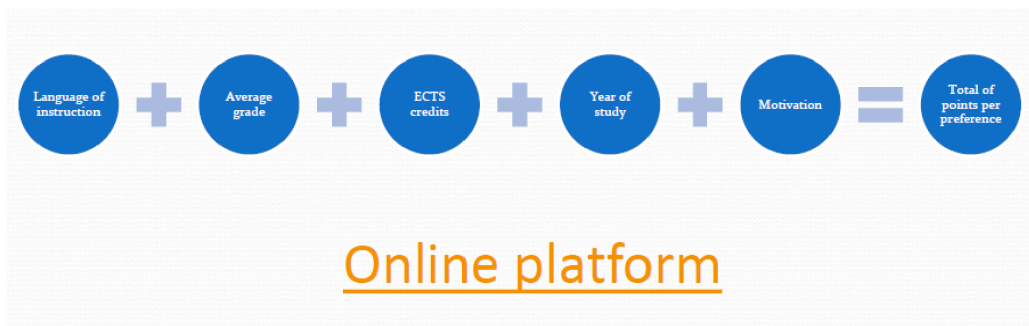 Language of
instruction
Average
grade
ECTS
credits
Year of
study
Motivation
Total of
points per
preference
Online platform